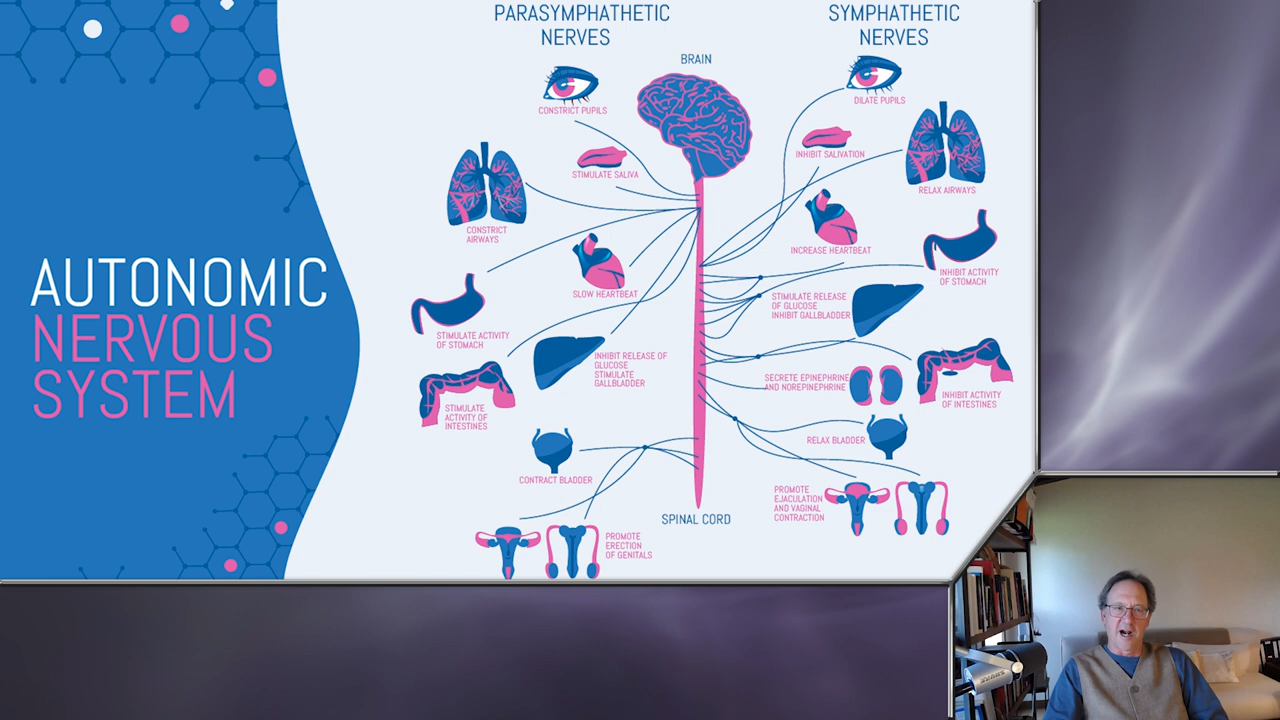 AUTONOMIC
NERVOUS
SYSTEM
PARASYMPHATHETIC
NERVES
SYMPHATHETIC
NERVES
BRAIN
CONSTRICT PUPILS
STIMULATE SALIVA
CONSTRICT
AIRWAYS
SLOW HEARTBEAT
STIMULATE ACTIVITY
OF STOMACH
INHIBIT RELEASE OF
GLUCOSE
STIMULATE
GALLBLADDER
STIMULATE
ACTIVITY OF
INTESTINES
CONTRACT BLADDER
PROMOTE
ERECTION
OF GENITALS
SPINAL CORD
DILATE PUPILS
INHIBIT SALIVATION
RELAX AIRWAYS
INCREASE HEARTBEAT
INHIBIT ACTIVITY
OF STOMACH
STIMULATE RELEASE
OF GLUCOSE
INHIBIT GALLBLADDER
SECRETE EPINEPHRINE
AND NOREPINEPHRINE
INHIBIT ACTIVITY
OF INTESTINES
RELAX BLADDER
PROMOTE
EJACULATION
AND VAGINAL
CONTRACTION